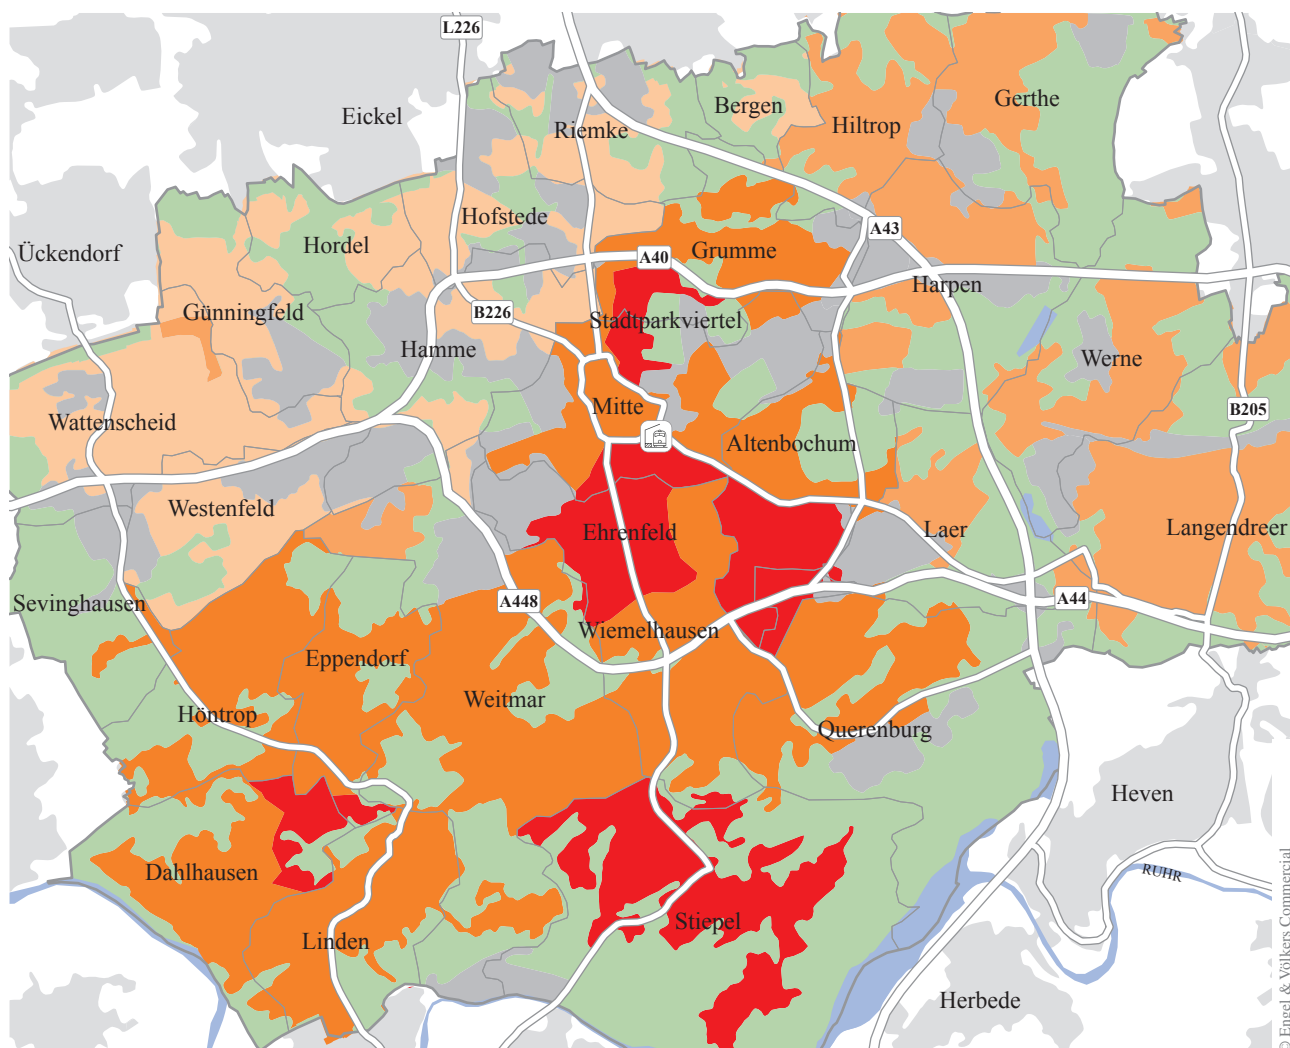 L226
Eickel
Riemke
Bergen
Hiltrop
Gerthe
Ückendorf
Hordel
Hofstede
A40
Grumme
A43
Harpen
Günningfeld
B226
Stadtparkviertel
Hamme
Werne
Wattenscheid
Mitte
Altenbochum
B205
Westenfeld
Ehrenfeld
Laer
Langendreer
Sevinghausen
A448
A44
Wiemelhausen
Eppendorf
Weitmar
Höntrop
Querenburg
Heven
Dahlhausen
RUHR
Linden
Stiepel
Herbede
© Engel & Völkers Commercial